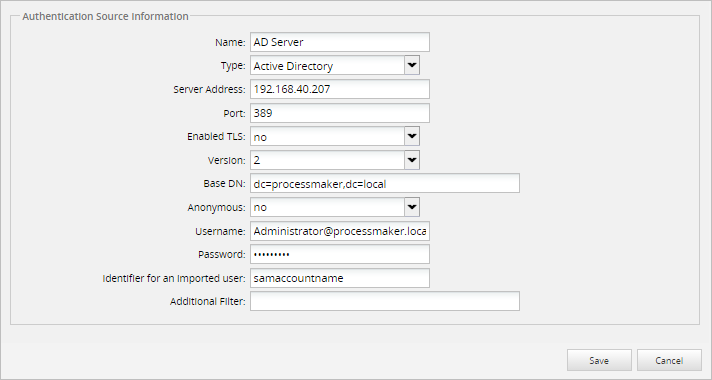 Authentication Source Information
Name: AD Server
Type: Active Directory
Server Address: 192.168.40.207
Port: 389
Enabled TLS: no
Version: 2
Base DN: dc=processmaker,dc=local
Anonymous: no
Username: Administrator@processmaker.loca
Password: •••••••••
Identifier for an imported user: samaccountname
Additional Filter:
Save Cancel